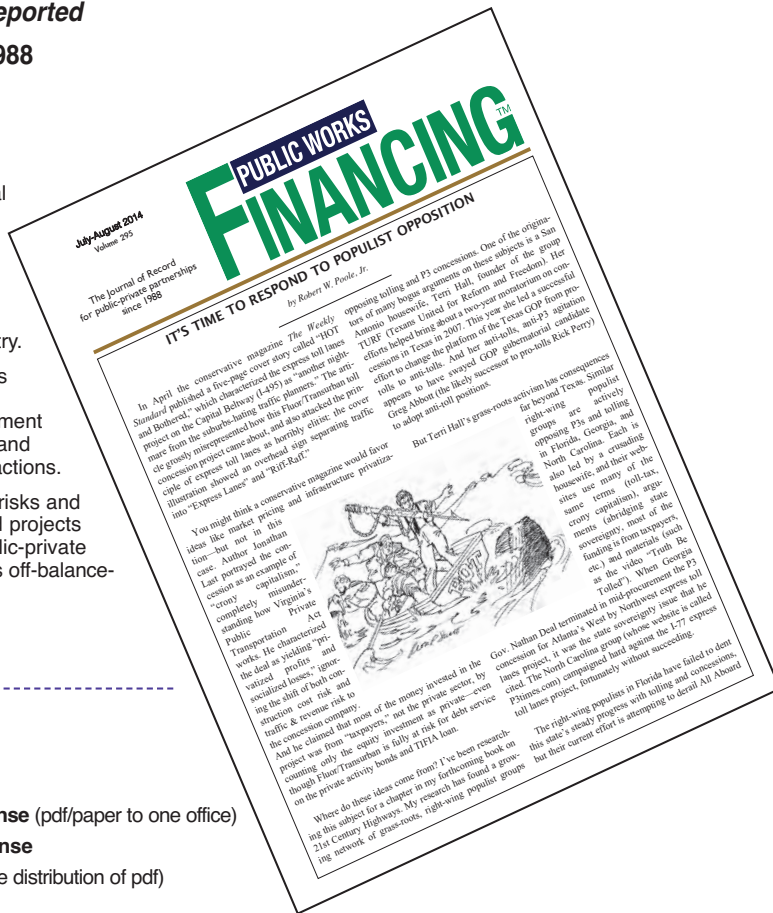 eported
988
al
try.
s
ment
and
actions.
risks and
d projects
lic-private
s off-balance-
nse (pdf/paper to one office)
nse
e distribution of pdf)
July-August 2014
Volume 295
The Journal of Record
for public-private partnerships
since 1988
PUBLIC WORKS
FINANCING™
IT'S TIME TO RESPOND TO POPULIST OPPOSITION
by Robert W. Poole, Jr.
In April the conservative magazine The Weekly
Standard published a five-page cover story called "HOT
and Bothered," which characterized the express toll lanes
project on the Capital Beltway (I-495) as "another night-
mare from the suburbs-hating traffic planners." The arti-
cle grossly misrepresented how this Fluor/Transurban toll
concession project came about, and also attacked the prin-
ciple of express toll lanes as horribly elitist: the cover
illustration showed an overhead sign separating traffic
into "Express Lanes" and "Riff-Raff."
You might think a conservative magazine would favor
ideas like market pricing and infrastructure privatiza-
tion—but not in this
case. Author Jonathan
Last portrayed the con-
cession as an example of
"crony capitalism,"
completely misunder-
standing how Virginia's
Public Private
Transportation Act
works. He characterized
the deal as yielding "pri-
vatized profits and
socialized losses," ignor-
ing the shift of both con-
struction cost risk and
traffic & revenue risk to
the concession company.
And he claimed that most of the money invested in the
project was from "taxpayers," not the private sector, by
counting only the equity investment as private—even
though Fluor/Transurban is fully at risk for debt service
on the private activity bonds and TIFIA loan.
Where do these ideas come from? I've been research-
ing this subject for a chapter in my forthcoming book on
21st Century Highways. My research has found a grow-
ing network of grass-roots, right-wing populist groups
opposing tolling and P3 concessions. One of the origina-
tors of many bogus arguments on these subjects is a San
Antonio housewife, Terri Hall, founder of the group
TURF (Texans United for Reform and Freedom). Her
efforts helped bring about a two-year moratorium on con-
cessions in Texas in 2007. This year she led a successful
effort to change the platform of the Texas GOP from pro-
tolls to anti-tolls. And her anti-tolls, anti-P3 agitation
appears to have swayed GOP gubernatorial candidate
Greg Abbott (the likely successor to pro-tolls Rick Perry)
to adopt anti-toll positions.
But Terri Hall's grass-roots activism has consequences
far beyond Texas. Similar
right-wing populist
groups are actively
opposing P3s and tolling
in Florida, Georgia, and
North Carolina. Each is
also led by a crusading
housewife, and their web-
sites use many of the
same terms (toll-tax,
crony capitalism), argu-
ments (abridging state
sovereignty, most of the
funding is from taxpayers,
etc.) and materials (such
as the video "Truth Be
Tolled"). When Georgia
Gov. Nathan Deal terminated in mid-procurement the P3
concession for Atlanta's West by Northwest express toll
lanes project, it was the state sovereignty issue that he
cited. The North Carolina group (whose website is called
P3times.com) campaigned hard against the I-77 express
toll lanes project, fortunately without succeeding.
The right-wing populists in Florida have failed to dent
this state's steady progress with tolling and concessions,
but their current effort is attempting to derail All Aboard